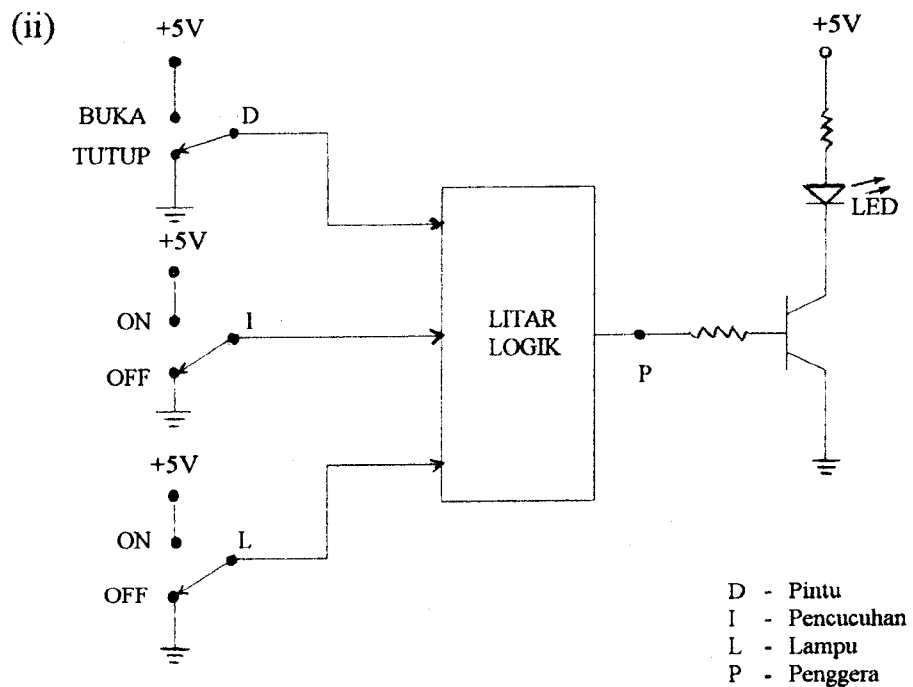 (ii)
+5V
+5V
BUKA
D
TUTUP
LED
+5V
ON
I
OFF
LITAR
LOGIK
P
+5V
ON
L
OFF
D - Pintu
I - Pencucuhan
L - Lampu
P - Penggera